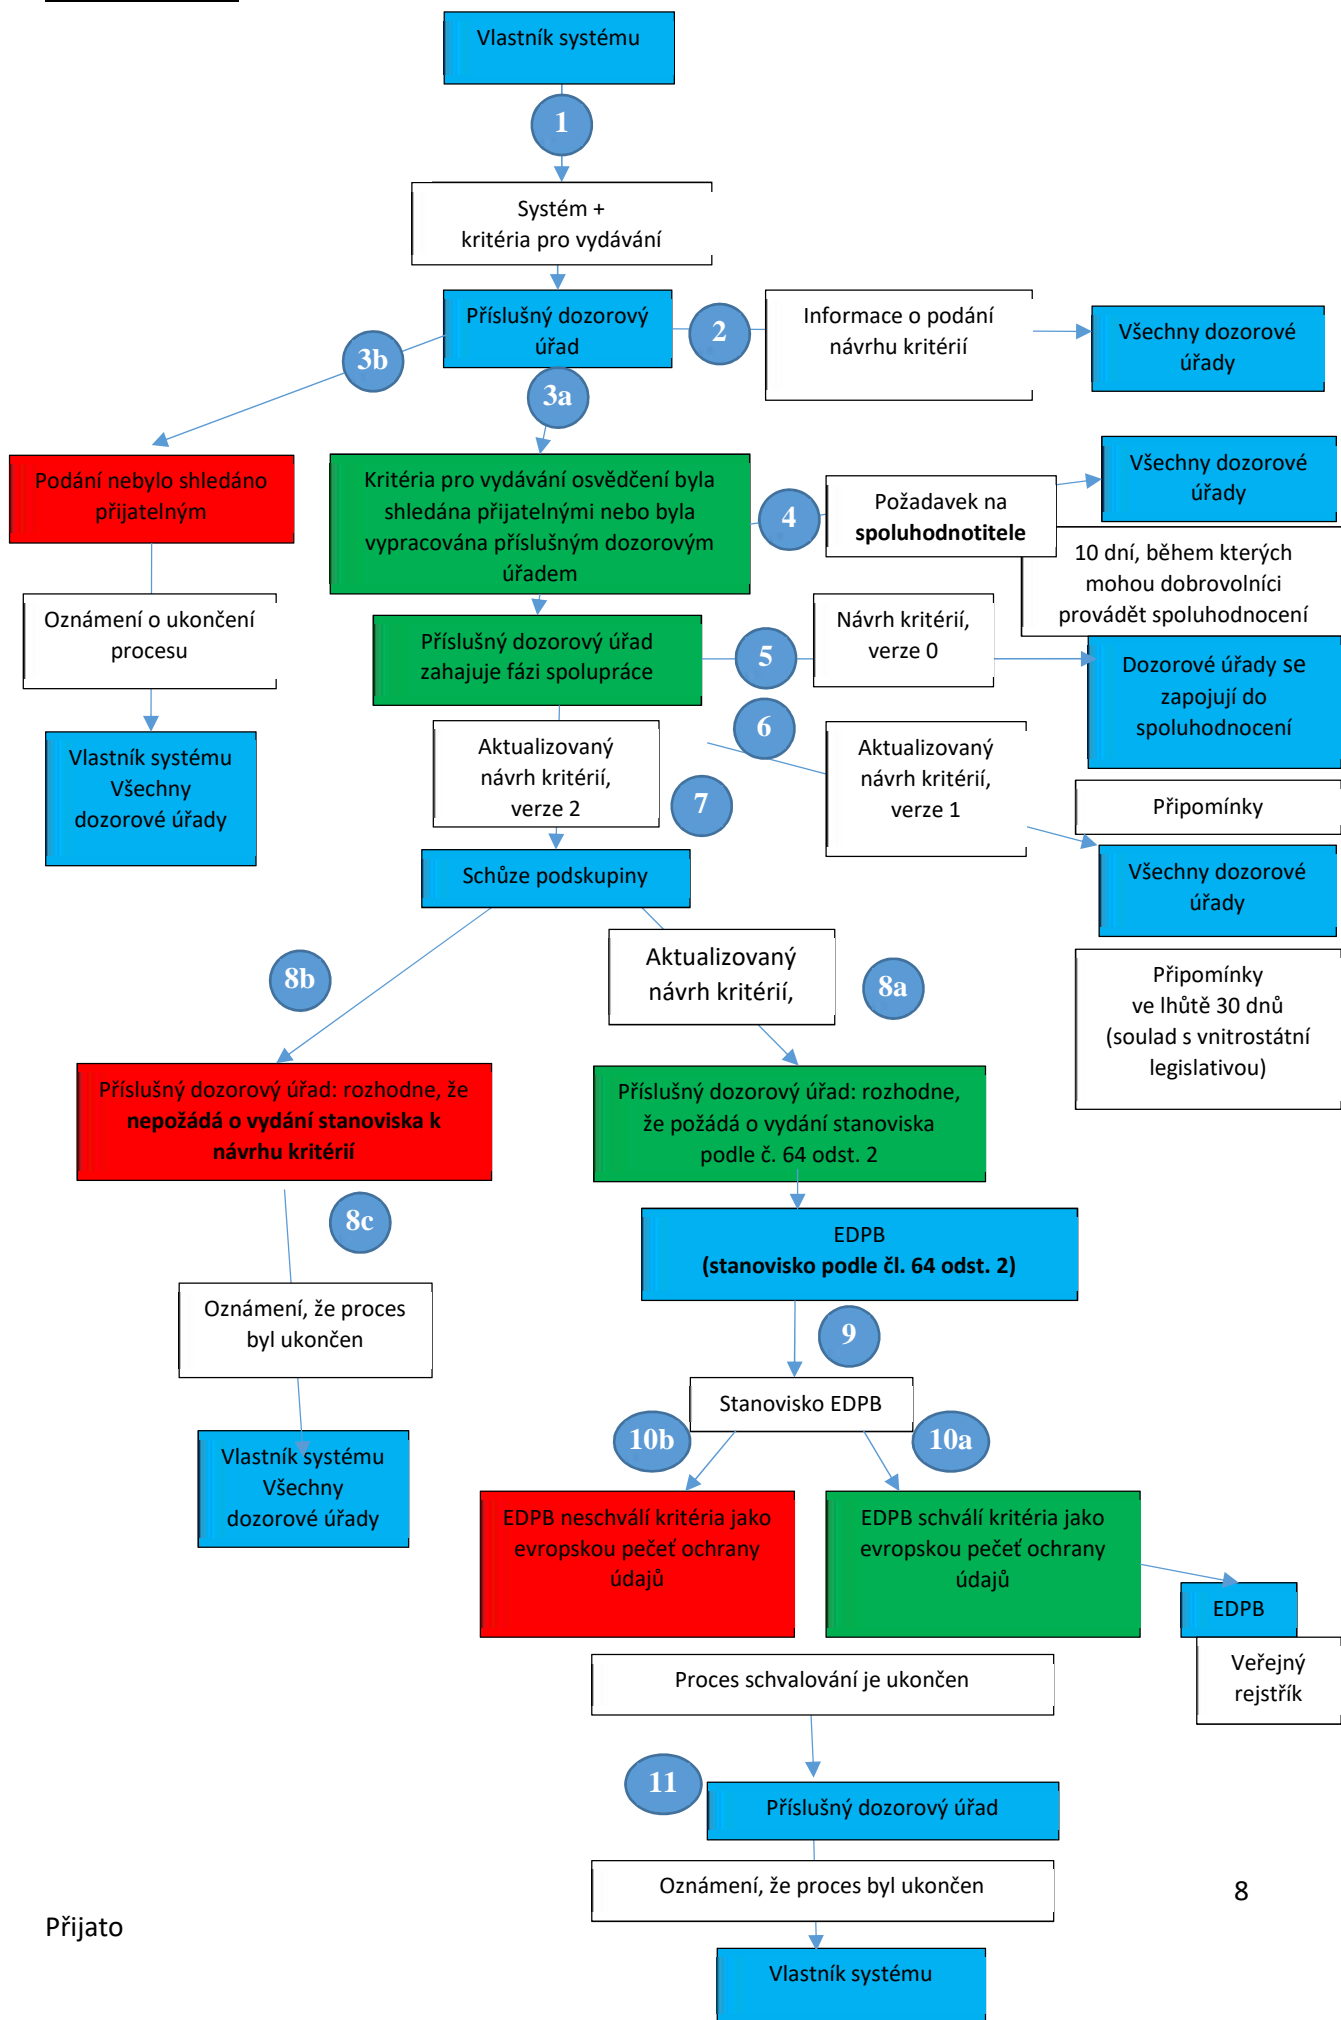 Vlastník systému
1
Systém +
kritéria pro vydávání
Příslušný dozorový
úřad
2
Informace o podání
návrhu kritérií
Všechny dozorové
úřady
3b
3a
Podání nebylo shledáno
přijatelným
Kritéria pro vydávání osvědčení byla
shledána přijatelnými nebo byla
vypracována příslušným dozorovým
úřadem
4
Požadavek na
spoluhodnotitele
Všechny dozorové
úřady
10 dní, během kterých
mohou dobrovolníci
provádět spoluhodnocení
Oznámení o ukončení
procesu
Příslušný dozorový úřad
zahajuje fázi spolupráce
5
Návrh kritérií,
verze 0
Dozorové úřady se
zapojují do
spoluhodnocení
Vlastník systému
Všechny
dozorové úřady
Aktualizovaný
návrh kritérií,
verze 2
6
7
Aktualizovaný
návrh kritérií,
verze 1
Připomínky
Všechny dozorové
úřady
Připomínky
ve lhůtě 30 dnů
(soulad s vnitrostátní
legislativou)
Schůze podskupiny
8b
Aktualizovaný
návrh kritérií,
8a
Příslušný dozorový úřad: rozhodne, že
nepožádá o vydání stanoviska k
návrhu kritérií
Příslušný dozorový úřad: rozhodne,
že požádá o vydání stanoviska
podle č. 64 odst. 2
8c
EDPB
(stanovisko podle čl. 64 odst. 2)
Oznámení, že proces
byl ukončen
9
Stanovisko EDPB
Vlastník systému
Všechny
dozorové úřady
10b
10a
EDPB neschválí kritéria jako
evropskou pečeť ochrany
údajů
EDPB schválí kritéria jako
evropskou pečeť ochrany
údajů
EDPB
Veřejný
rejstřík
Proces schvalování je ukončen
11
Příslušný dozorový úřad
Oznámení, že proces byl ukončen
Vlastník systému
8
Přijato